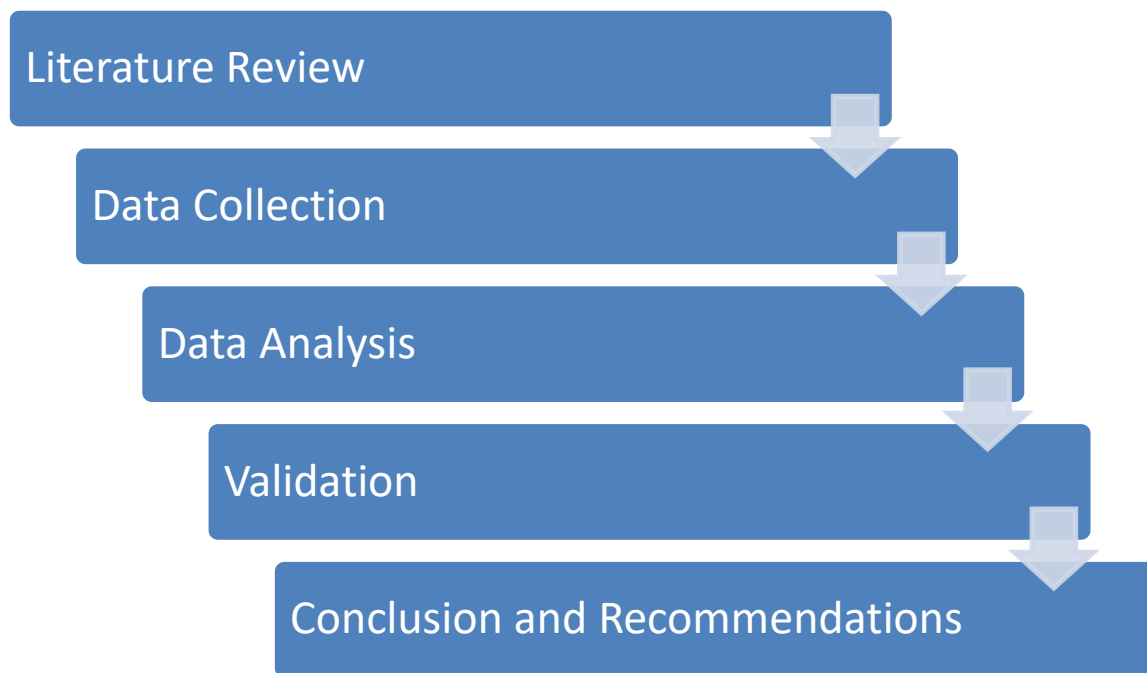 Literature Review
Data Collection
Data Analysis
Validation
Conclusion and Recommendations